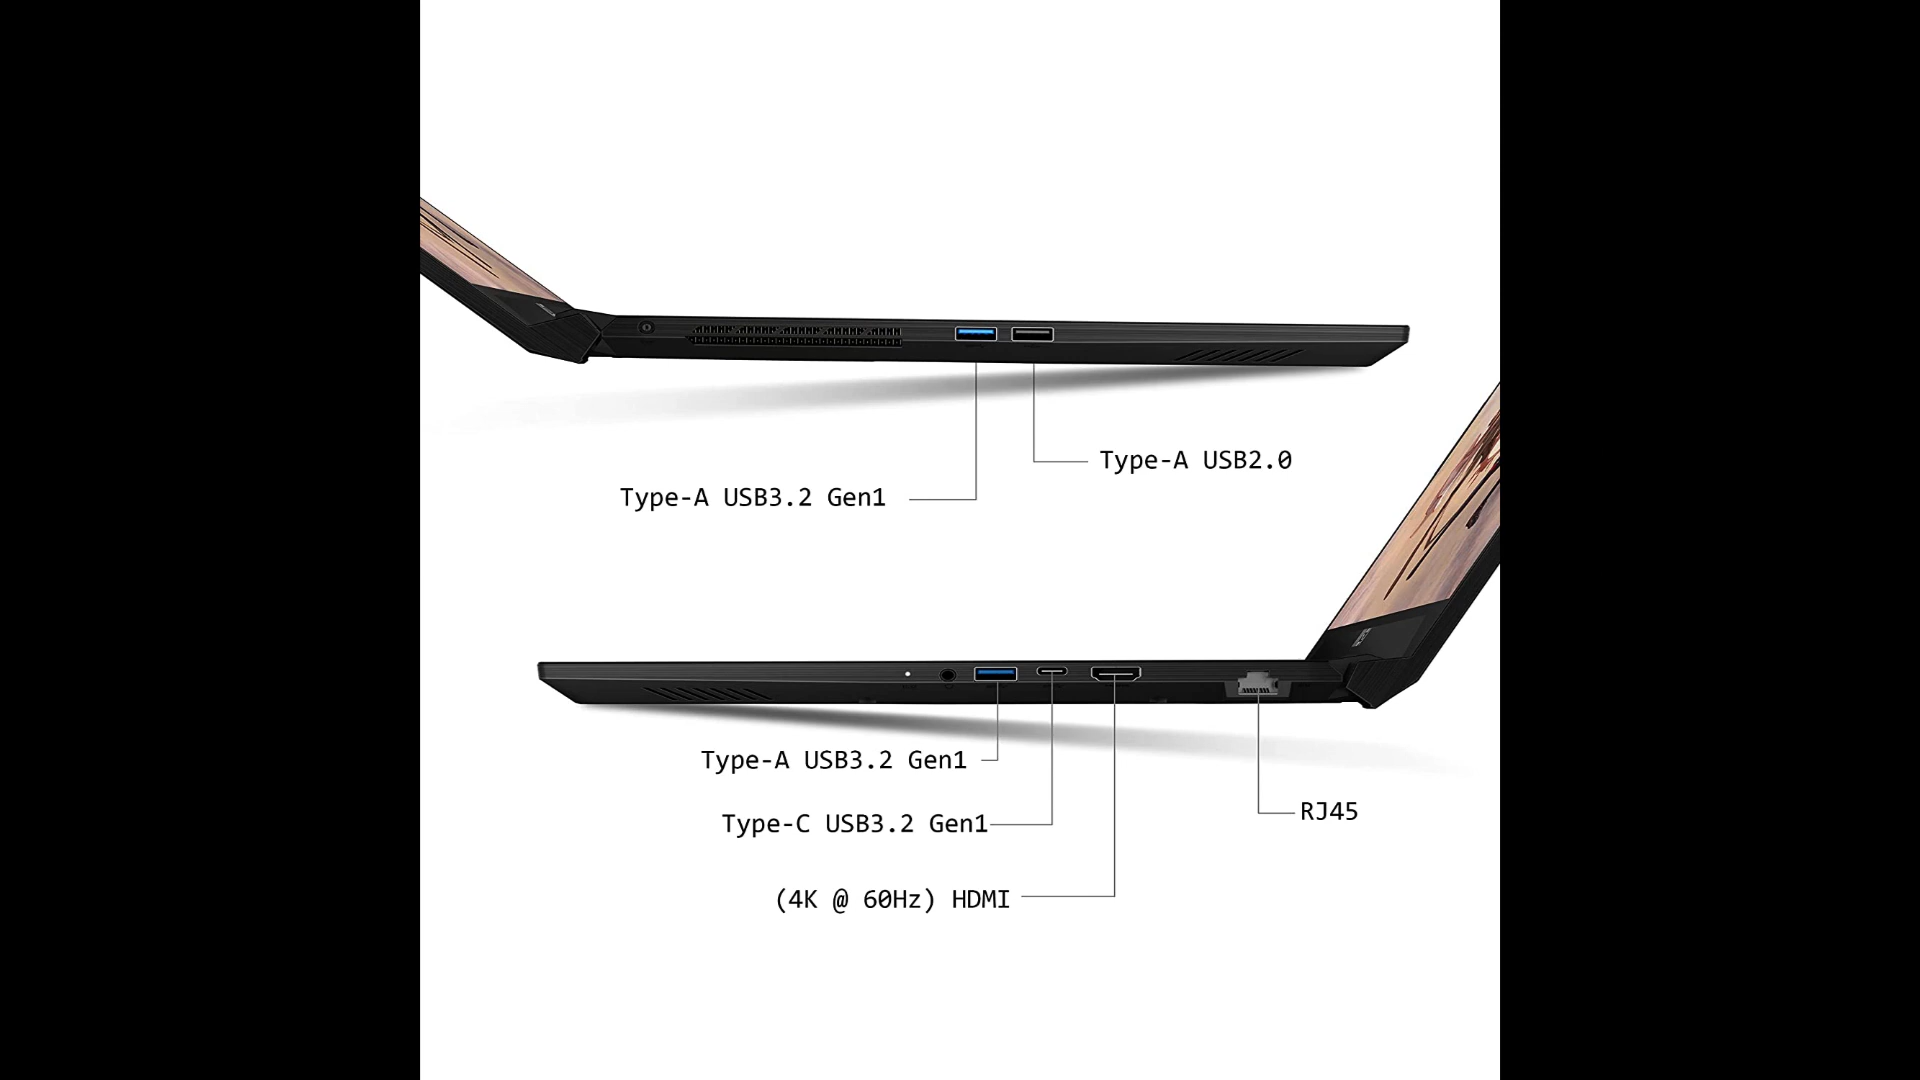 Type-A USB2.0
Type-A USB3.2 Gen1
Type-A USB3.2 Gen1
Type-C USB3.2 Gen1
RJ45
(4K @ 60Hz) HDMI